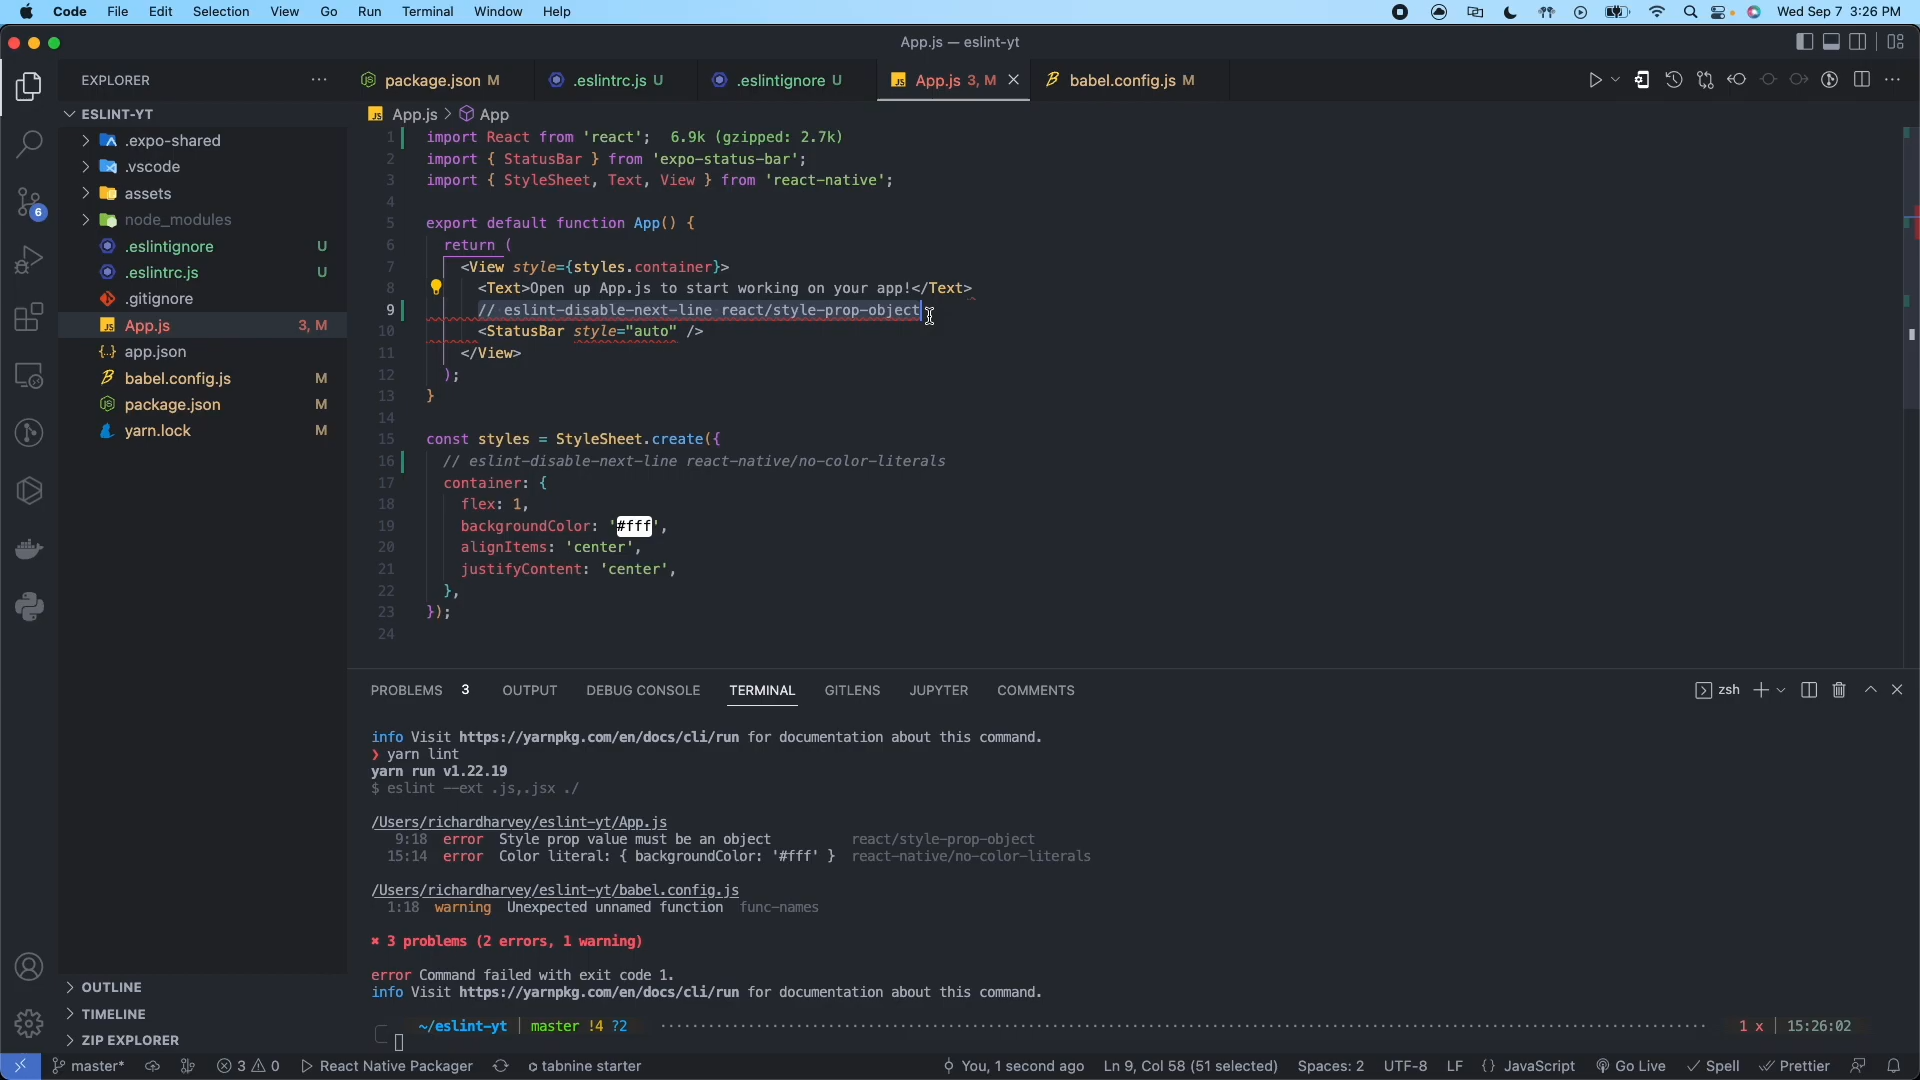 Code File Edit Selection View Go Run Terminal Window Help Wed Sep 7 3:26 PM
App.js — eslint-yt
EXPLORER
package.json M .eslintrc.js U .eslintignore U App.js 3, M babel.config.js M
ESLINT-YT
.expo-shared
.vscode
assets
node_modules
.eslintignore U
.eslintrc.js U
.gitignore
App.js 3, M
app.json
babel.config.js M
package.json M
yarn.lock M
OUTLINE
TIMELINE
ZIP EXPLORER
6
App.js > App
1 import React from 'react'; 6.9k (gzipped: 2.7k)
2 import { StatusBar } from 'expo-status-bar';
3 import { StyleSheet, Text, View } from 'react-native';
4
5 export default function App() {
6 return (
7 <View style={styles.container}>
8 <Text>Open up App.js to start working on your app!</Text>
9 // eslint-disable-next-line react/style-prop-object
10 <StatusBar style="auto" />
11 </View>
12 );
13 }
14
15 const styles = StyleSheet.create({
16 // eslint-disable-next-line react-native/no-color-literals
17 container: {
18 flex: 1,
19 backgroundColor: '#fff',
20 alignItems: 'center',
21 justifyContent: 'center',
22 },
23 });
24
PROBLEMS 3 OUTPUT DEBUG CONSOLE TERMINAL GITLENS JUPYTER COMMENTS zsh
info Visit https://yarnpkg.com/en/docs/cli/run for documentation about this command.
❯ yarn lint
yarn run v1.22.19
$ eslint --ext .js,.jsx ./
/Users/richardharvey/eslint-yt/App.js
9:18 error Style prop value must be an object react/style-prop-object
15:14 error Color literal: { backgroundColor: '#fff' } react-native/no-color-literals
/Users/richardharvey/eslint-yt/babel.config.js
1:18 warning Unexpected unnamed function func-names
✖ 3 problems (2 errors, 1 warning)
error Command failed with exit code 1.
info Visit https://yarnpkg.com/en/docs/cli/run for documentation about this command.
~/eslint-yt | master !4 ?2 1 x | 15:26:02
master* 3 0 React Native Packager tabnine starter You, 1 second ago Ln 9, Col 58 (51 selected) Spaces: 2 UTF-8 LF {} JavaScript Go Live Spell Prettier